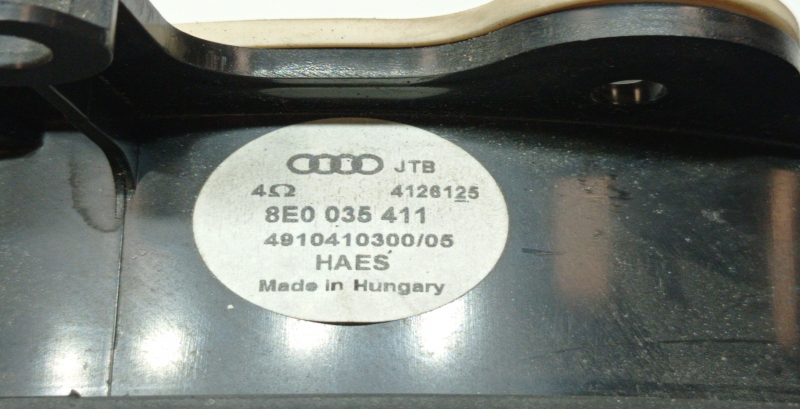 JTB
4Ω 4126125
8E0 035 411
4910410300/05
HAES
Made in Hungary